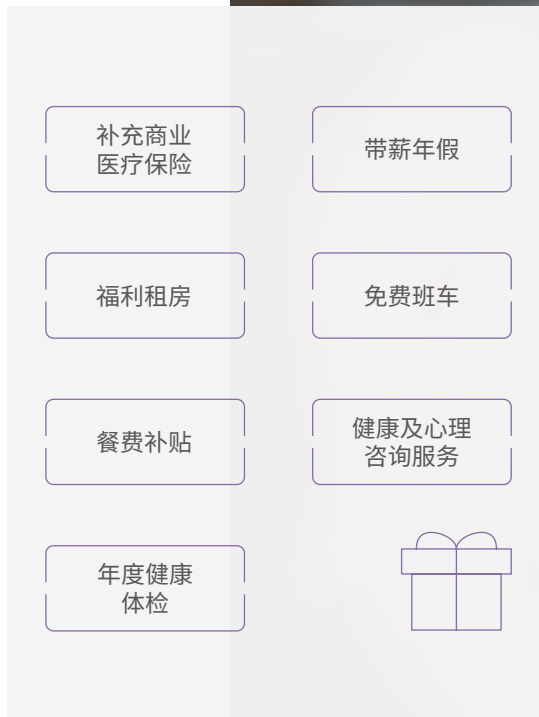 补充商业
医疗保险
带薪年假
福利租房
免费班车
餐费补贴
健康及心理
咨询服务
年度健康
体检